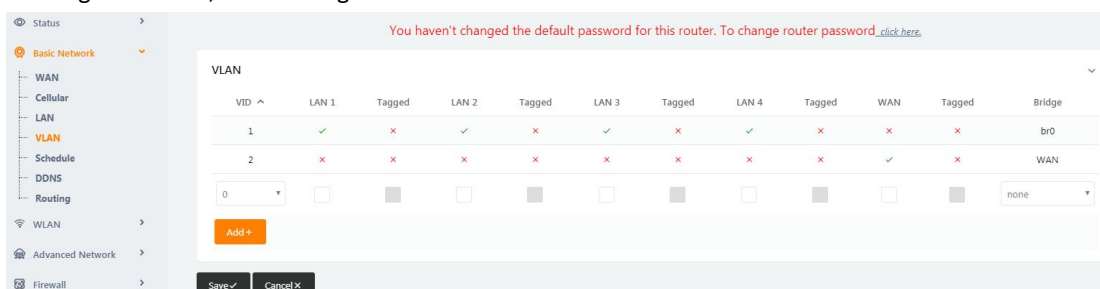 Status
You haven't changed the default password for this router. To change router password click here.
Basic Network
VLAN
WAN
Cellular
LAN
VLAN
Schedule
DDNS
Routing
WLAN
Advanced Network
Firewall
VID LAN 1 Tagged LAN 2 Tagged LAN 3 Tagged LAN 4 Tagged WAN Tagged Bridge
1 ✓ × ✓ × ✓ × ✓ × × × br0
2 × × × × × × × × ✓ × WAN
0 none
Add+
Save✓ Cancel×